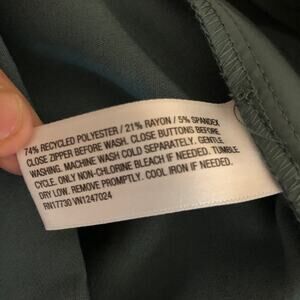 74% RECYCLED POLYESTER / 21% RAYON / 5% SPANDEX
CLOSE ZIPPER BEFORE WASH. CLOSE BUTTONS BEFORE
WASHING. MACHINE WASH COLD SEPARATELY. GENTLE
CYCLE. ONLY NON-CHLORINE BLEACH IF NEEDED. TUMBLE
DRY LOW. REMOVE PROMPTLY. COOL IRON IF NEEDED.
RN17730 VN1247024